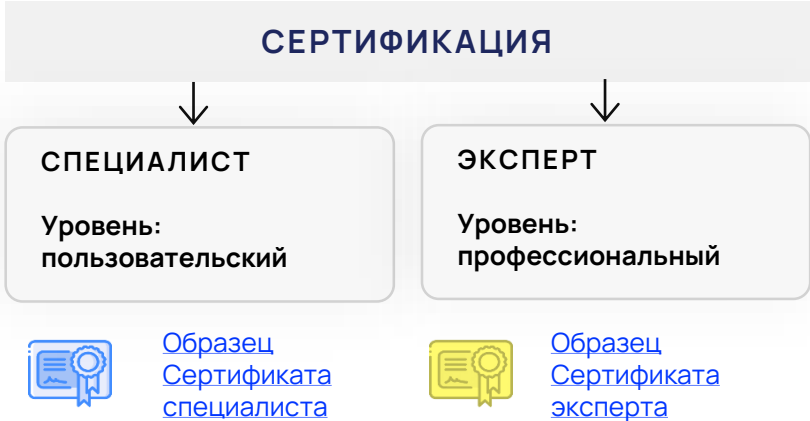 СЕРТИФИКАЦИЯ
СПЕЦИАЛИСТ
Уровень:
пользовательский
ЭКСПЕРТ
Уровень:
профессиональный
Образец
Сертификата
специалиста
Образец
Сертификата
эксперта